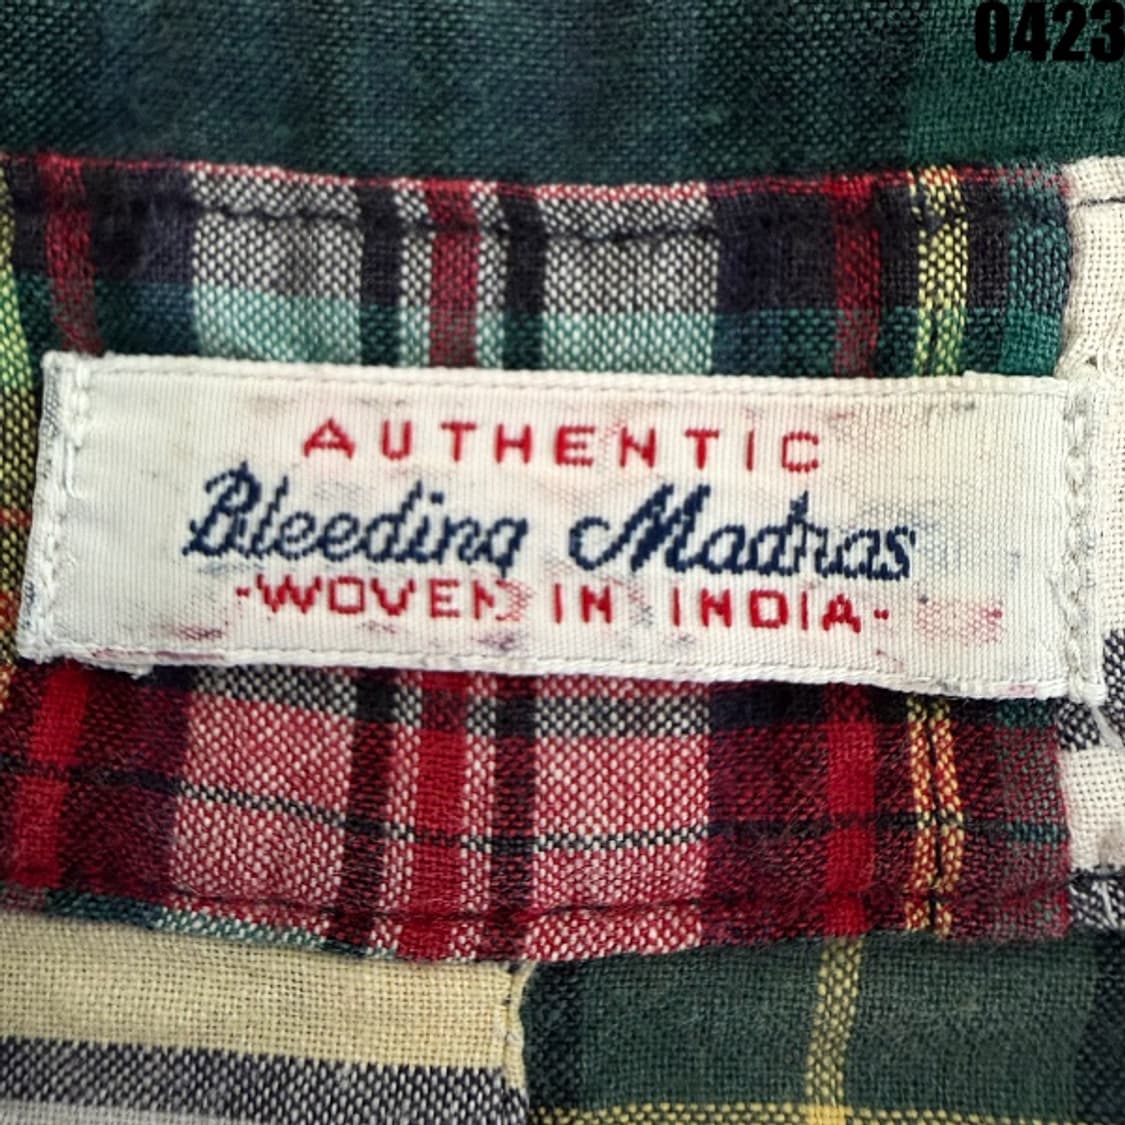 0423
AUTHENTIC
Bleeding Madras
-WOVEN IN INDIA-